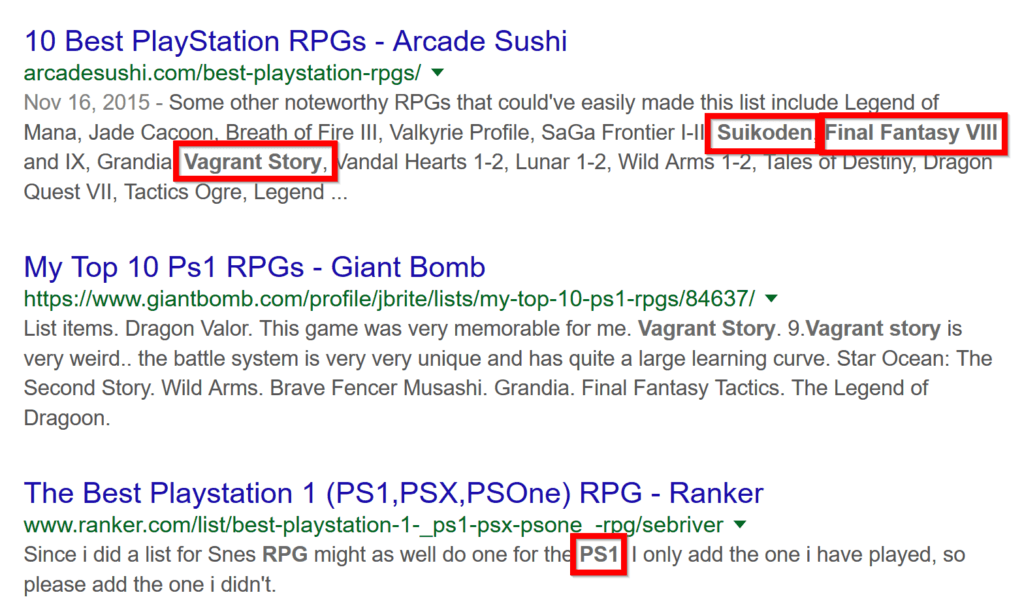 10 Best PlayStation RPGs - Arcade Sushi
arcadesushi.com/best-playstation-rpgs/
Nov 16, 2015 - Some other noteworthy RPGs that could've easily made this list include Legend of
Mana, Jade Cacoon, Breath of Fire III, Valkyrie Profile, SaGa Frontier I-II, Suikoden, Final Fantasy VIII
and IX, Grandia, Vagrant Story, Vandal Hearts 1-2, Lunar 1-2, Wild Arms 1-2, Tales of Destiny, Dragon
Quest VII, Tactics Ogre, Legend ...
My Top 10 Ps1 RPGs - Giant Bomb
https://www.giantbomb.com/profile/jbrite/lists/my-top-10-ps1-rpgs/84637/
List items. Dragon Valor. This game was very memorable for me. Vagrant Story. 9.Vagrant story is
very weird.. the battle system is very very unique and has quite a large learning curve. Star Ocean: The
Second Story. Wild Arms. Brave Fencer Musashi. Grandia. Final Fantasy Tactics. The Legend of
Dragoon.
The Best Playstation 1 (PS1,PSX,PSOne) RPG - Ranker
www.ranker.com/list/best-playstation-1-_ps1-psx-psone_-rpg/sebriver
Since i did a list for Snes RPG might as well do one for the PS1. I only add the one i have played, so
please add the one i didn't.